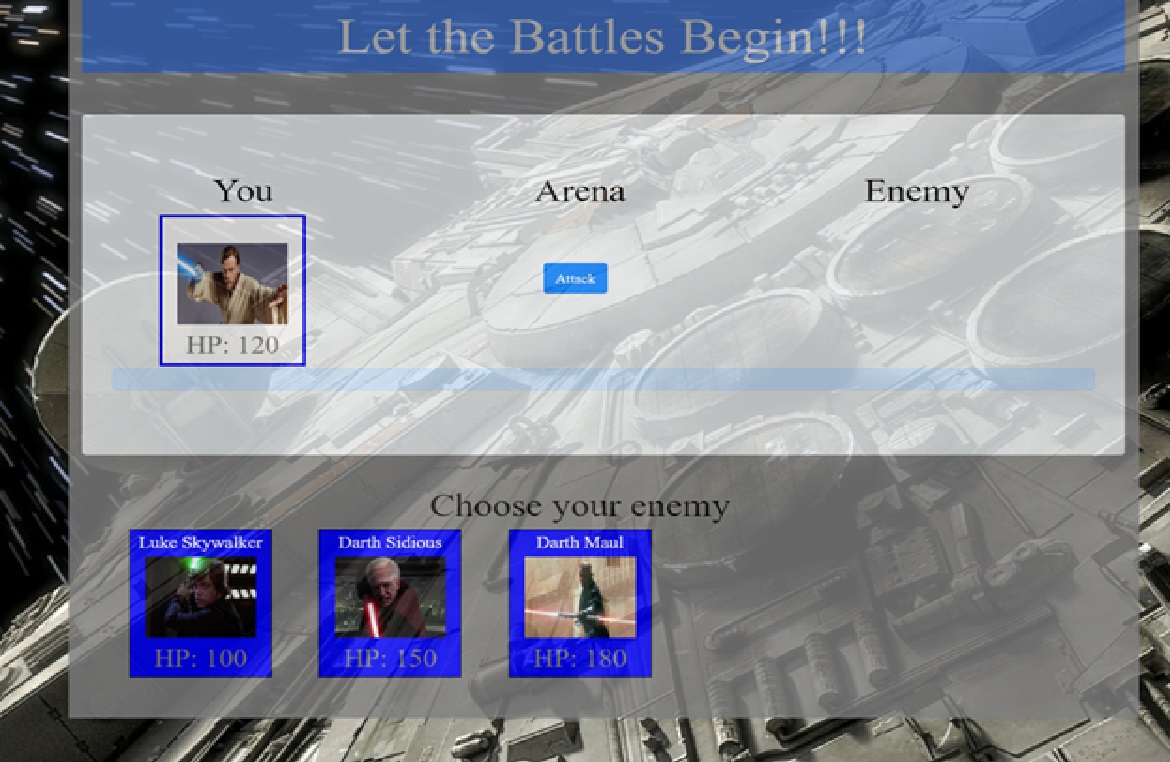 Let the Battles Begin!!!
You
Arena
Enemy
Attack
HP: 120
Choose your enemy
Luke Skywalker
Darth Sidious
Darth Maul
HP: 100
HP: 150
HP: 180